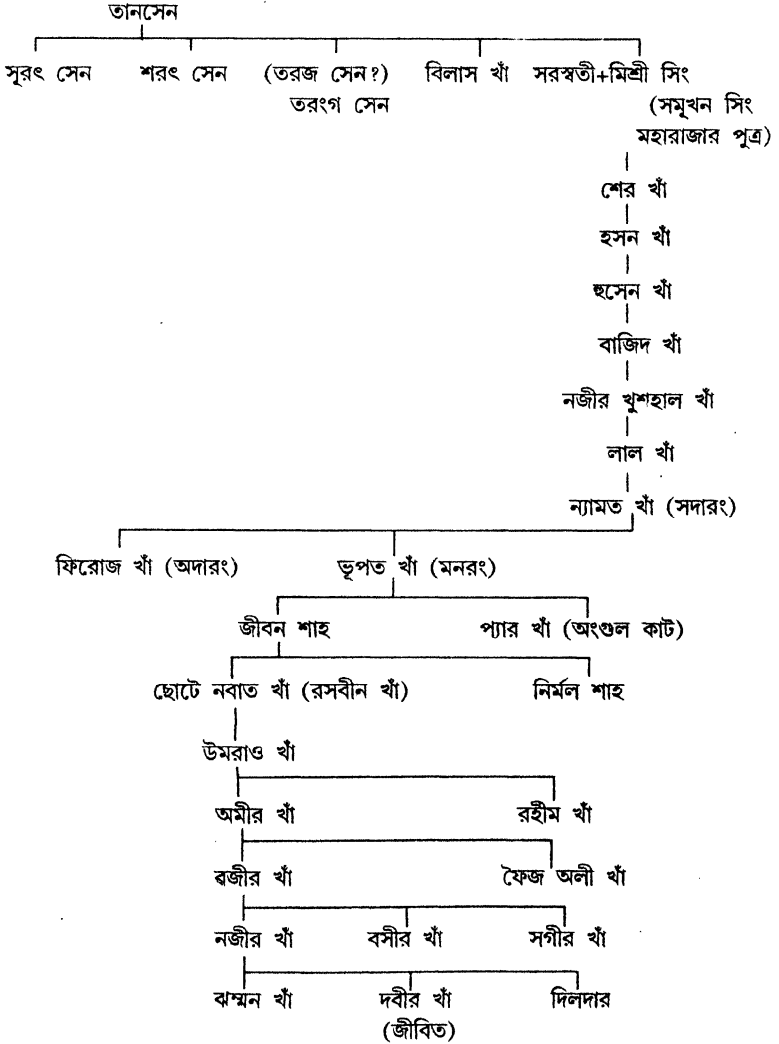 তানসেন
সূরৎ সেন শরৎ সেন (তরজ সেন?) বিলাস খাঁ সরস্বতী+মিশ্রী সিং
তরংগ সেন (সমূখন সিং
মহারাজার পুত্র)
শের খাঁ
হসন খাঁ
হুসেন খাঁ
বাজিদ খাঁ
নজীর খুশহাল খাঁ
লাল খাঁ
ন্যামত খাঁ (সদারং)
ফিরোজ খাঁ (অদারং) ভূপত খাঁ (মনরং)
জীবন শাহ প্যার খাঁ (অংগুল কাট)
ছোটে নবাত খাঁ (রসবীন খাঁ) নির্মল শাহ
উমরাও খাঁ
অমীর খাঁ রহীম খাঁ
ৱজীর খাঁ ফৈজ অলী খাঁ
নজীর খাঁ বসীর খাঁ সগীর খাঁ
ঝম্মন খাঁ দবীর খাঁ দিলদার
(জীবিত)